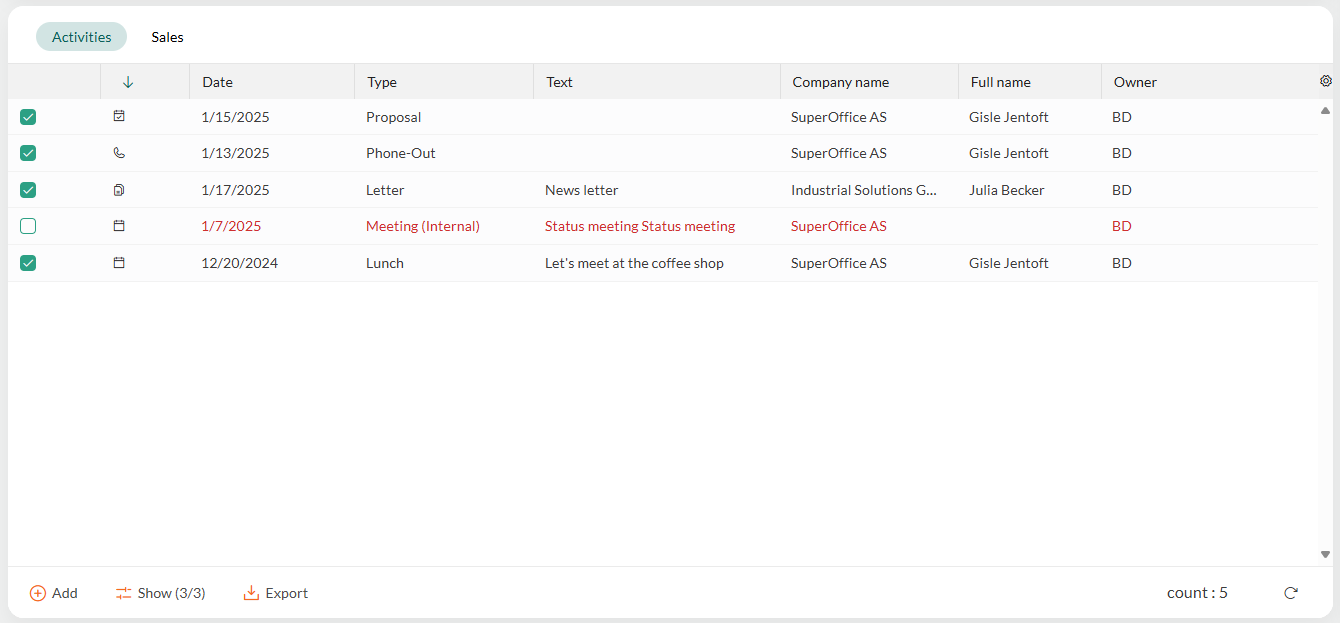 Activities Sales
Date Type Text Company name Full name Owner
1/15/2025 Proposal SuperOffice AS Gisle Jentoft BD
1/13/2025 Phone-Out SuperOffice AS Gisle Jentoft BD
1/17/2025 Letter News letter Industrial Solutions G... Julia Becker BD
1/7/2025 Meeting (Internal) Status meeting Status meeting SuperOffice AS BD
12/20/2024 Lunch Let's meet at the coffee shop SuperOffice AS Gisle Jentoft BD
Add Show (3/3) Export count : 5